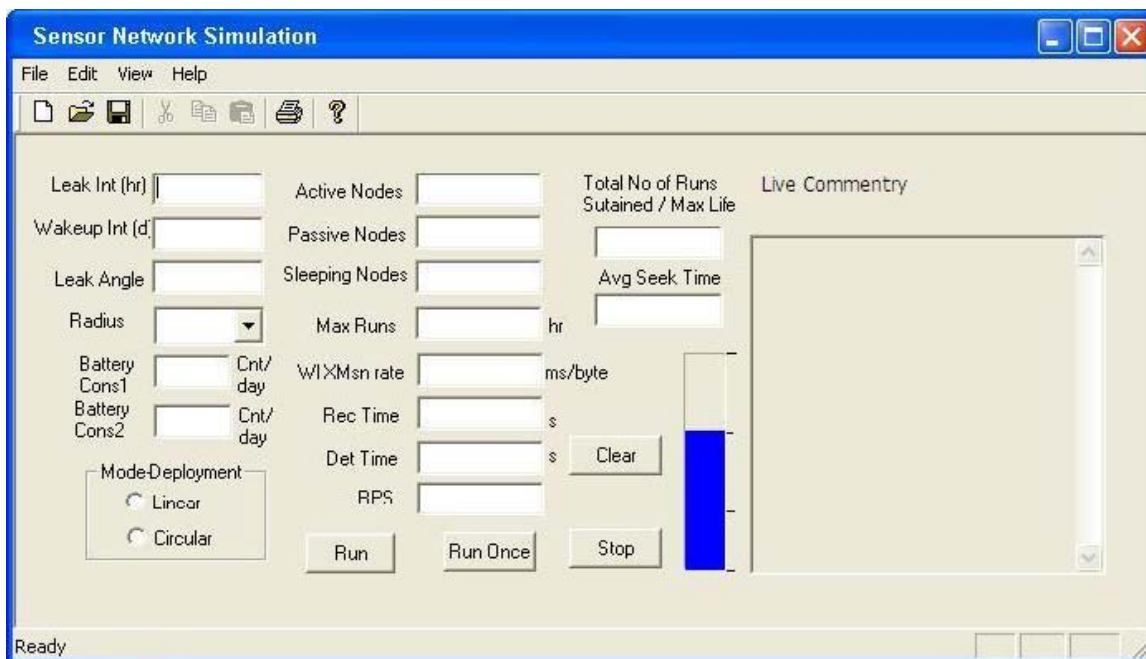 Sensor Network Simulation
File Edit View Help
Leak Int (hr)
Wakeup Int (d
Leak Angle
Radius
Battery
Cons1
Cnt/
day
Battery
Cons2
Cnt/
day
Mode-Deployment
Linear
Circular
Active Nodes
Passive Nodes
Sleeping Nodes
Max Runs
hr
WIXMsn rate
ms/byte
Rec Time
s
Det Time
s
RPS
Run
Run Once
Total No of Runs
Sutained / Max Life
Avg Seek Time
Clear
Stop
Live Commentry
Ready